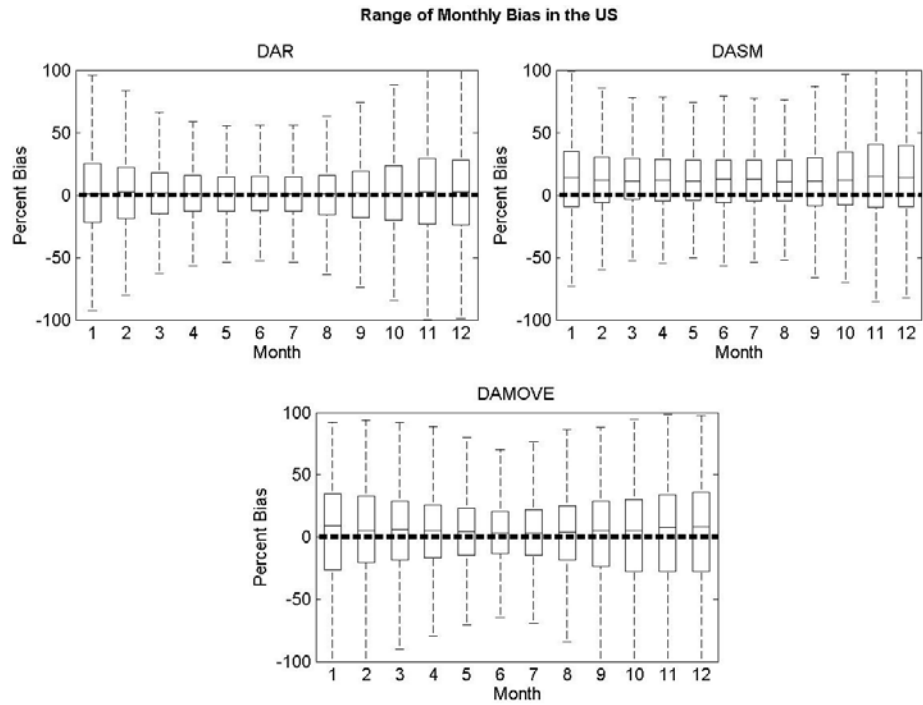 Range of Monthly Bias in the US
DAR
100
50
0
-50
-100
Percent Bias
1 2 3 4 5 6 7 8 9 10 11 12
Month
DASM
100
50
0
-50
-100
Percent Bias
1 2 3 4 5 6 7 8 9 10 11 12
Month
DAMOVE
100
50
0
-50
-100
Percent Bias
1 2 3 4 5 6 7 8 9 10 11 12
Month